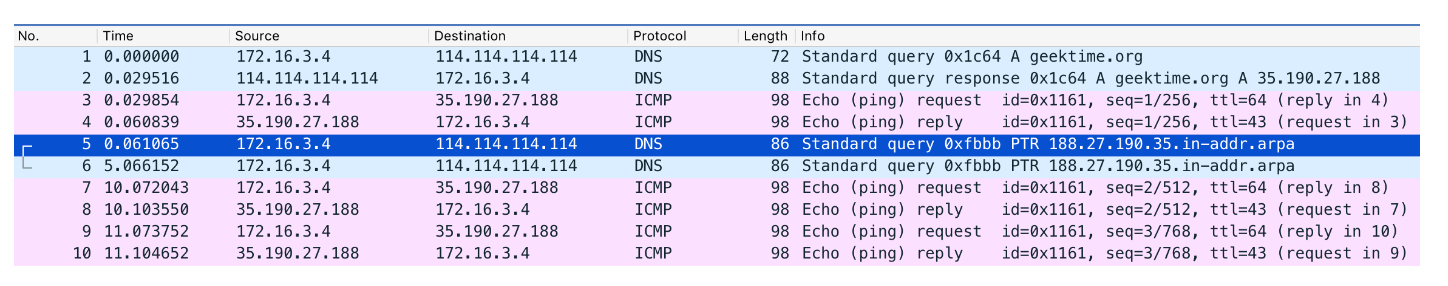 No. Time Source Destination Protocol Length Info
1 0.000000 172.16.3.4 114.114.114.114 DNS 72 Standard query 0x1c64 A geektime.org
2 0.029516 114.114.114.114 172.16.3.4 DNS 88 Standard query response 0x1c64 A geektime.org A 35.190.27.188
3 0.029854 172.16.3.4 35.190.27.188 ICMP 98 Echo (ping) request id=0x1161, seq=1/256, ttl=64 (reply in 4)
4 0.060839 35.190.27.188 172.16.3.4 ICMP 98 Echo (ping) reply id=0x1161, seq=1/256, ttl=43 (request in 3)
5 0.061065 172.16.3.4 114.114.114.114 DNS 86 Standard query 0xfbbb PTR 188.27.190.35.in-addr.arpa
6 5.066152 172.16.3.4 114.114.114.114 DNS 86 Standard query 0xfbbb PTR 188.27.190.35.in-addr.arpa
7 10.072043 172.16.3.4 35.190.27.188 ICMP 98 Echo (ping) request id=0x1161, seq=2/512, ttl=64 (reply in 8)
8 10.103550 35.190.27.188 172.16.3.4 ICMP 98 Echo (ping) reply id=0x1161, seq=2/512, ttl=43 (request in 7)
9 11.073752 172.16.3.4 35.190.27.188 ICMP 98 Echo (ping) request id=0x1161, seq=3/768, ttl=64 (reply in 10)
10 11.104652 35.190.27.188 172.16.3.4 ICMP 98 Echo (ping) reply id=0x1161, seq=3/768, ttl=43 (request in 9)